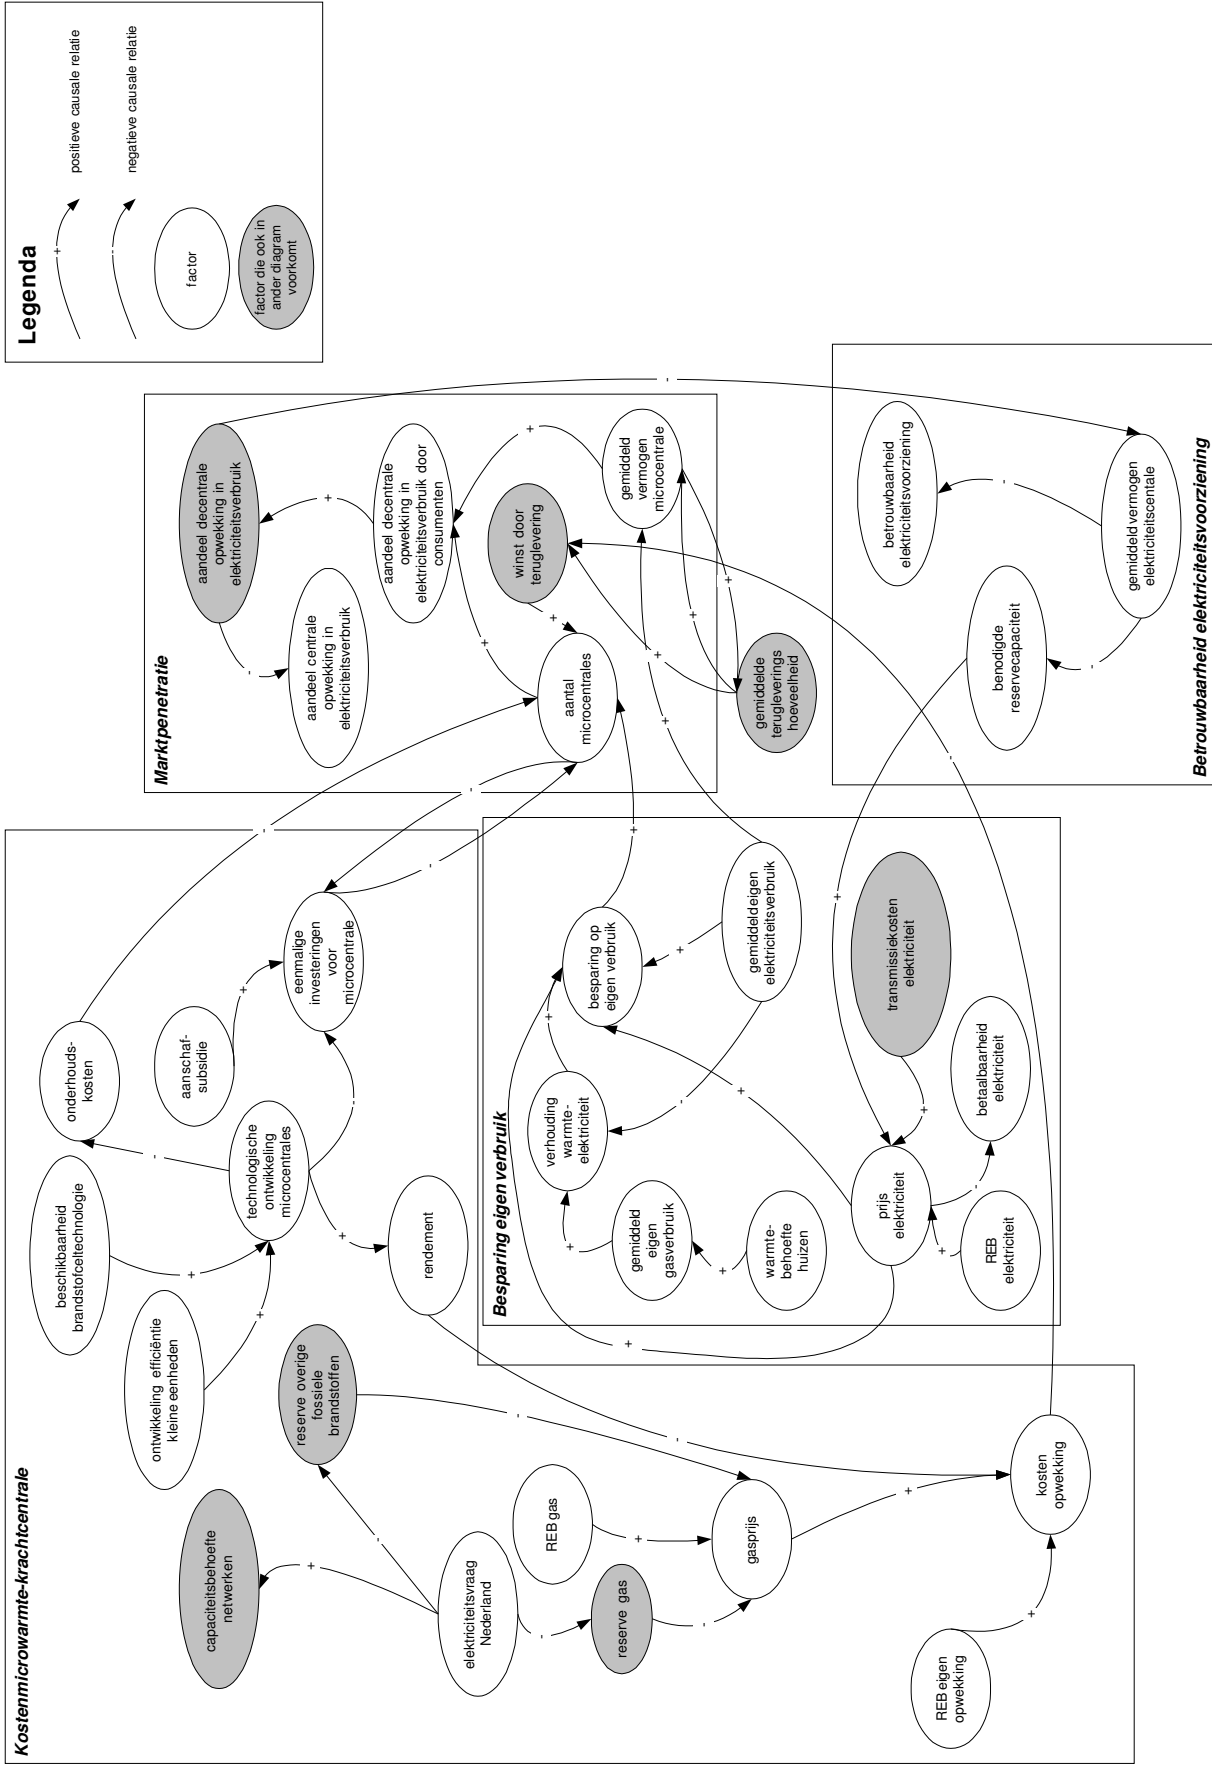 Kostenmicrowarmte-krachtcentrale
capaciteitsbehoefte
netwerken
ontwikkeling efficiëntie
kleine eenheden
beschikbaarheid
brandstofceltechnologie
onderhouds-
kosten
aanschaf-
subsidie
technologische
ontwikkeling
microcentrales
eenmalige
investeringen
voor
microcentrale
reserve overige
fossiele
brandstoffen
rendement
elektriciteitsvraag
Nederland
REB gas
reserve gas
gasprijs
REB eigen
opwekking
kosten
opwekking
Besparing eigen verbruik
verhouding
warmte-
elektriciteit
besparing op
eigen verbruik
gemiddeld
eigen
gasverbruik
warmte-
behoefte
huizen
gemiddeld eigen
elektriciteitsverbruik
prijs
elektriciteit
transmissiekosten
elektriciteit
REB
elektriciteit
betaalbaarheid
elektriciteit
Marktpenetratie
aandeel decentrale
opwekking in
elektriciteitsverbruik
aandeel centrale
opwekking in
elektriciteitsverbruik
aandeel decentrale
opwekking in
elektriciteitsverbruik door
consumenten
winst door
teruglevering
aantal
microcentrales
gemiddeld
vermogen
microcentrale
gemiddelde
terugleverings
hoeveelheid
betrouwbaarheid
elektriciteitsvoorziening
benodigde
reservecapaciteit
gemiddeld vermogen
elektriciteitscentale
Betrouwbaarheid elektriciteitsvoorziening
Legenda
+
positieve causale relatie
-
negatieve causale relatie
factor
factor die ook in
ander diagram
voorkomt